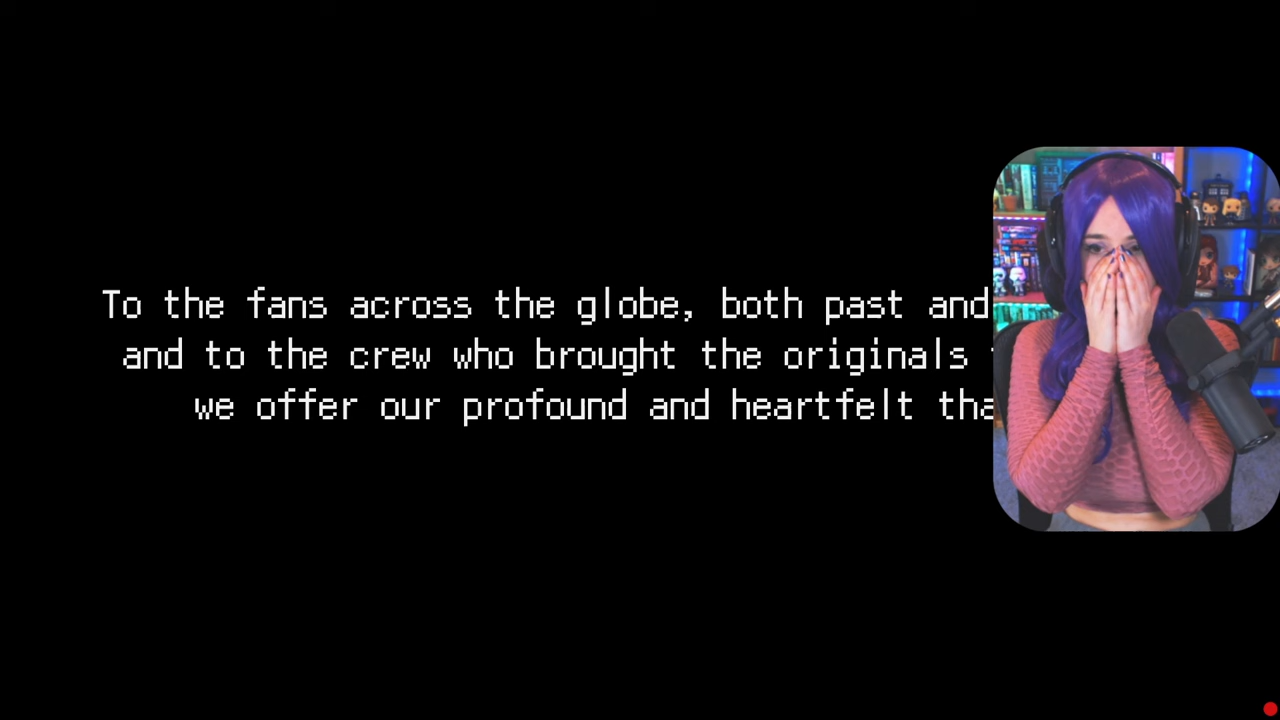 To the fans across the globe, both past and
and to the crew who brought the originals
we offer our profound and heartfelt